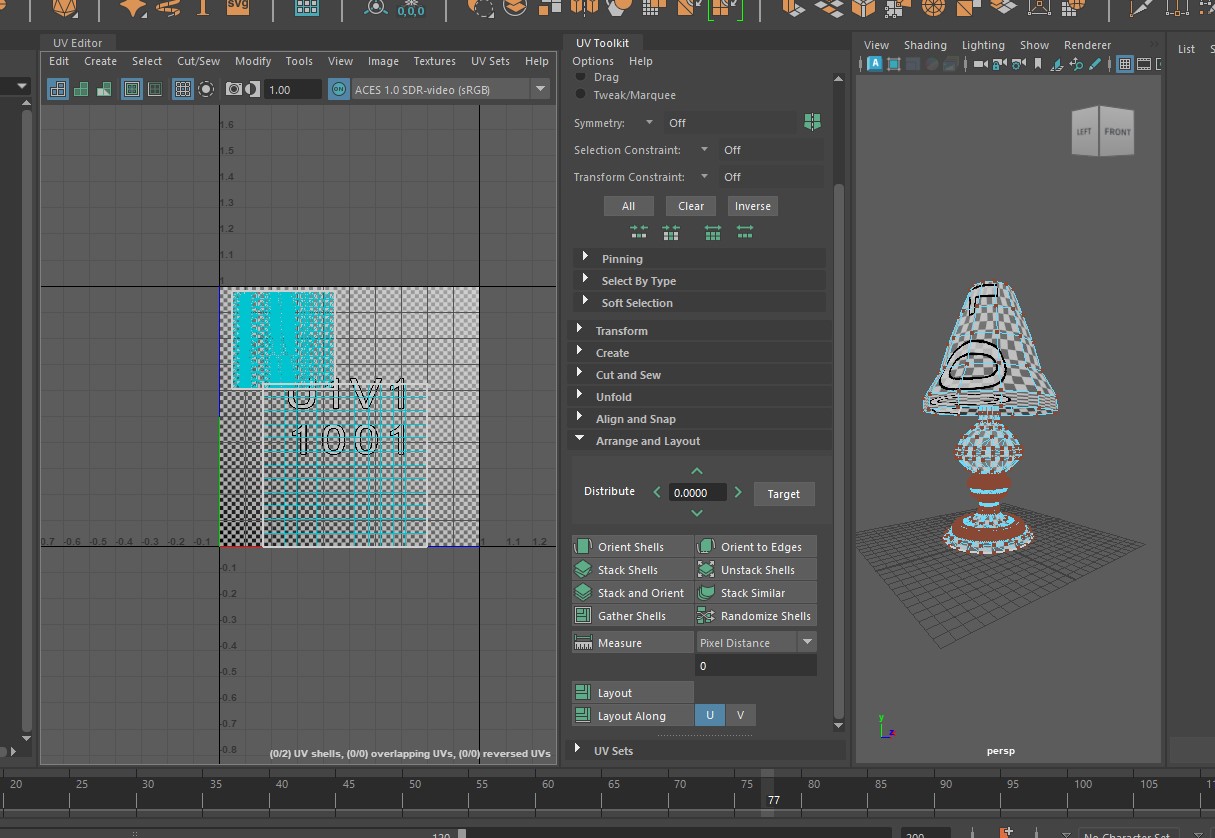 SVG
0,0,0
UV Editor
Edit Create Select Cut/Sew Modify Tools View Image Textures UV Sets Help
1.00 ON ACES 1.0 SDR-video (sRGB)
1.6
1.5
1.4
1.3
1.2
1.1
1
U1V1
1001
0.7 -0.6 -0.5 -0.4 -0.3 -0.2 -0.1 1 1.1 1.2
-0.1
-0.2
-0.3
-0.4
-0.5
-0.6
-0.7
-0.8
(0/2) UV shells, (0/0) overlapping UVs, (0/0) reversed UVs
UV Toolkit
Options Help
Drag
Tweak/Marquee
Symmetry: Off
Selection Constraint: Off
Transform Constraint: Off
All Clear Inverse
Pinning
Select By Type
Soft Selection
Transform
Create
Cut and Sew
Unfold
Align and Snap
Arrange and Layout
Distribute 0.0000 Target
Orient Shells Orient to Edges
Stack Shells Unstack Shells
Stack and Orient Stack Similar
Gather Shells Randomize Shells
Measure Pixel Distance
0
Layout
Layout Along U V
UV Sets
View Shading Lighting Show Renderer
A
LEFT FRONT
y
z
persp
List S
20 25 30 35 40 45 50 55 60 65 70 75 80 85 90 95 100 105
77
120 200 No Character Set